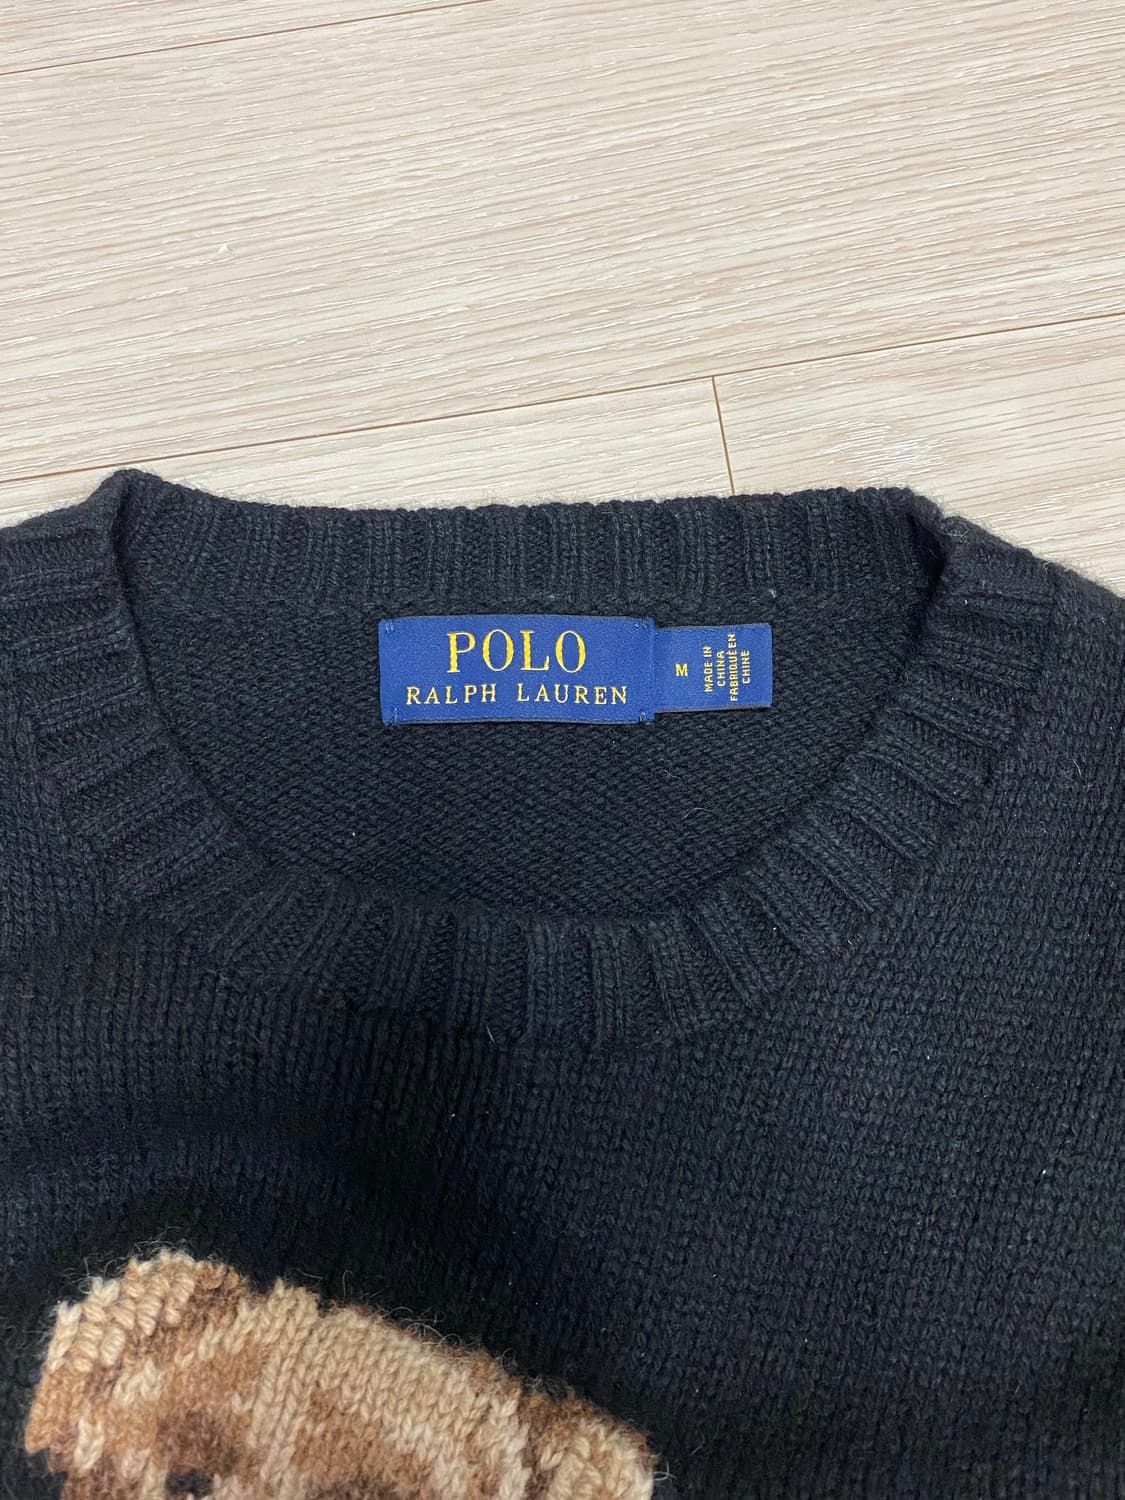 POLO
RALPH LAUREN
M
MADE IN
CHINA
FABRIQUÉ EN
CHINE